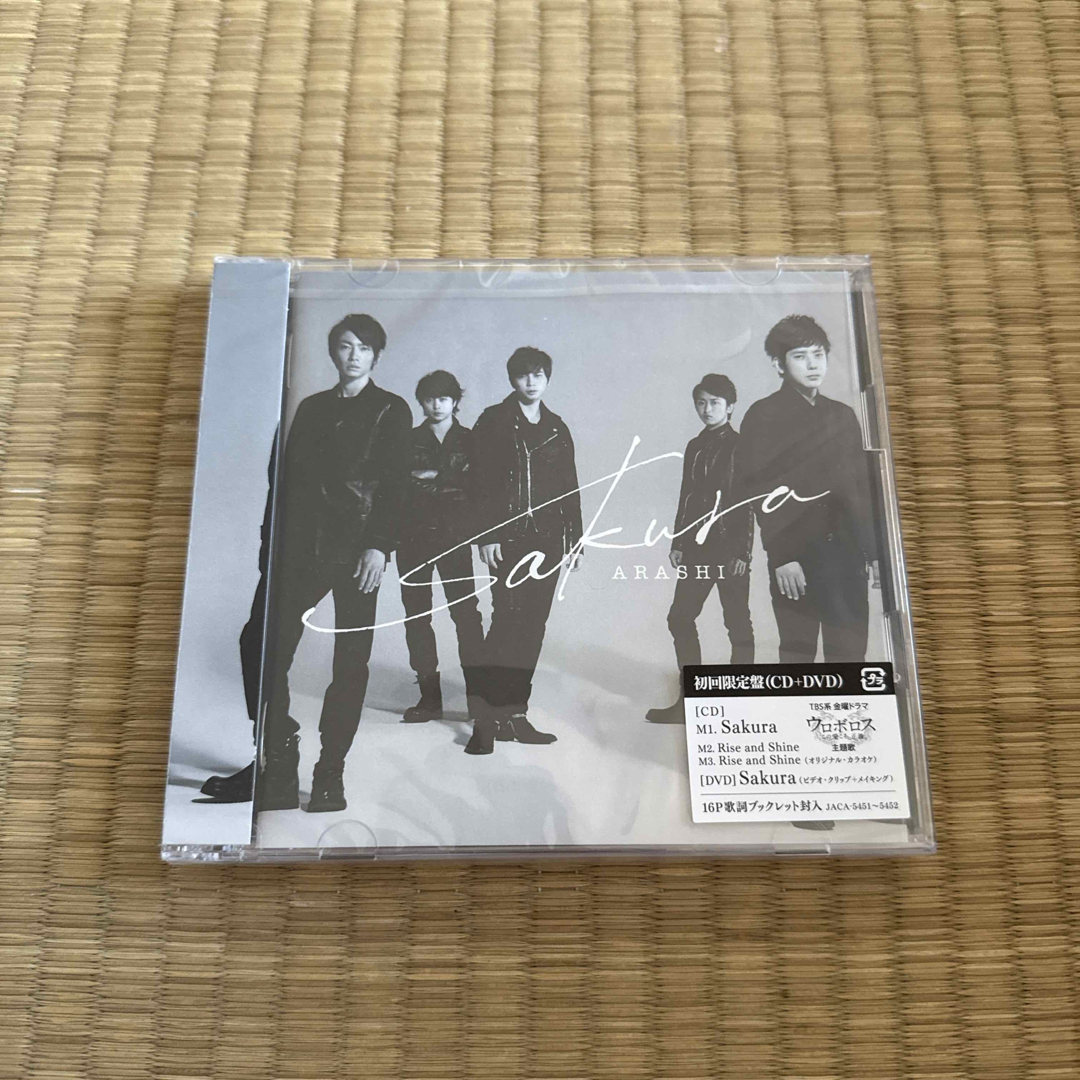 Sakura
ARASHI
初回限定盤(CD+DVD)
プラ
[CD]
M1. Sakura
M2. Rise and Shine
M3. Rise and Shine (オリジナル・カラオケ)
[DVD] Sakura (ビデオ・クリップ+メイキング)
TBS系 金曜ドラマ
ウロボロス
主題歌
16P歌詞ブックレット封入 JACA-5451~5452